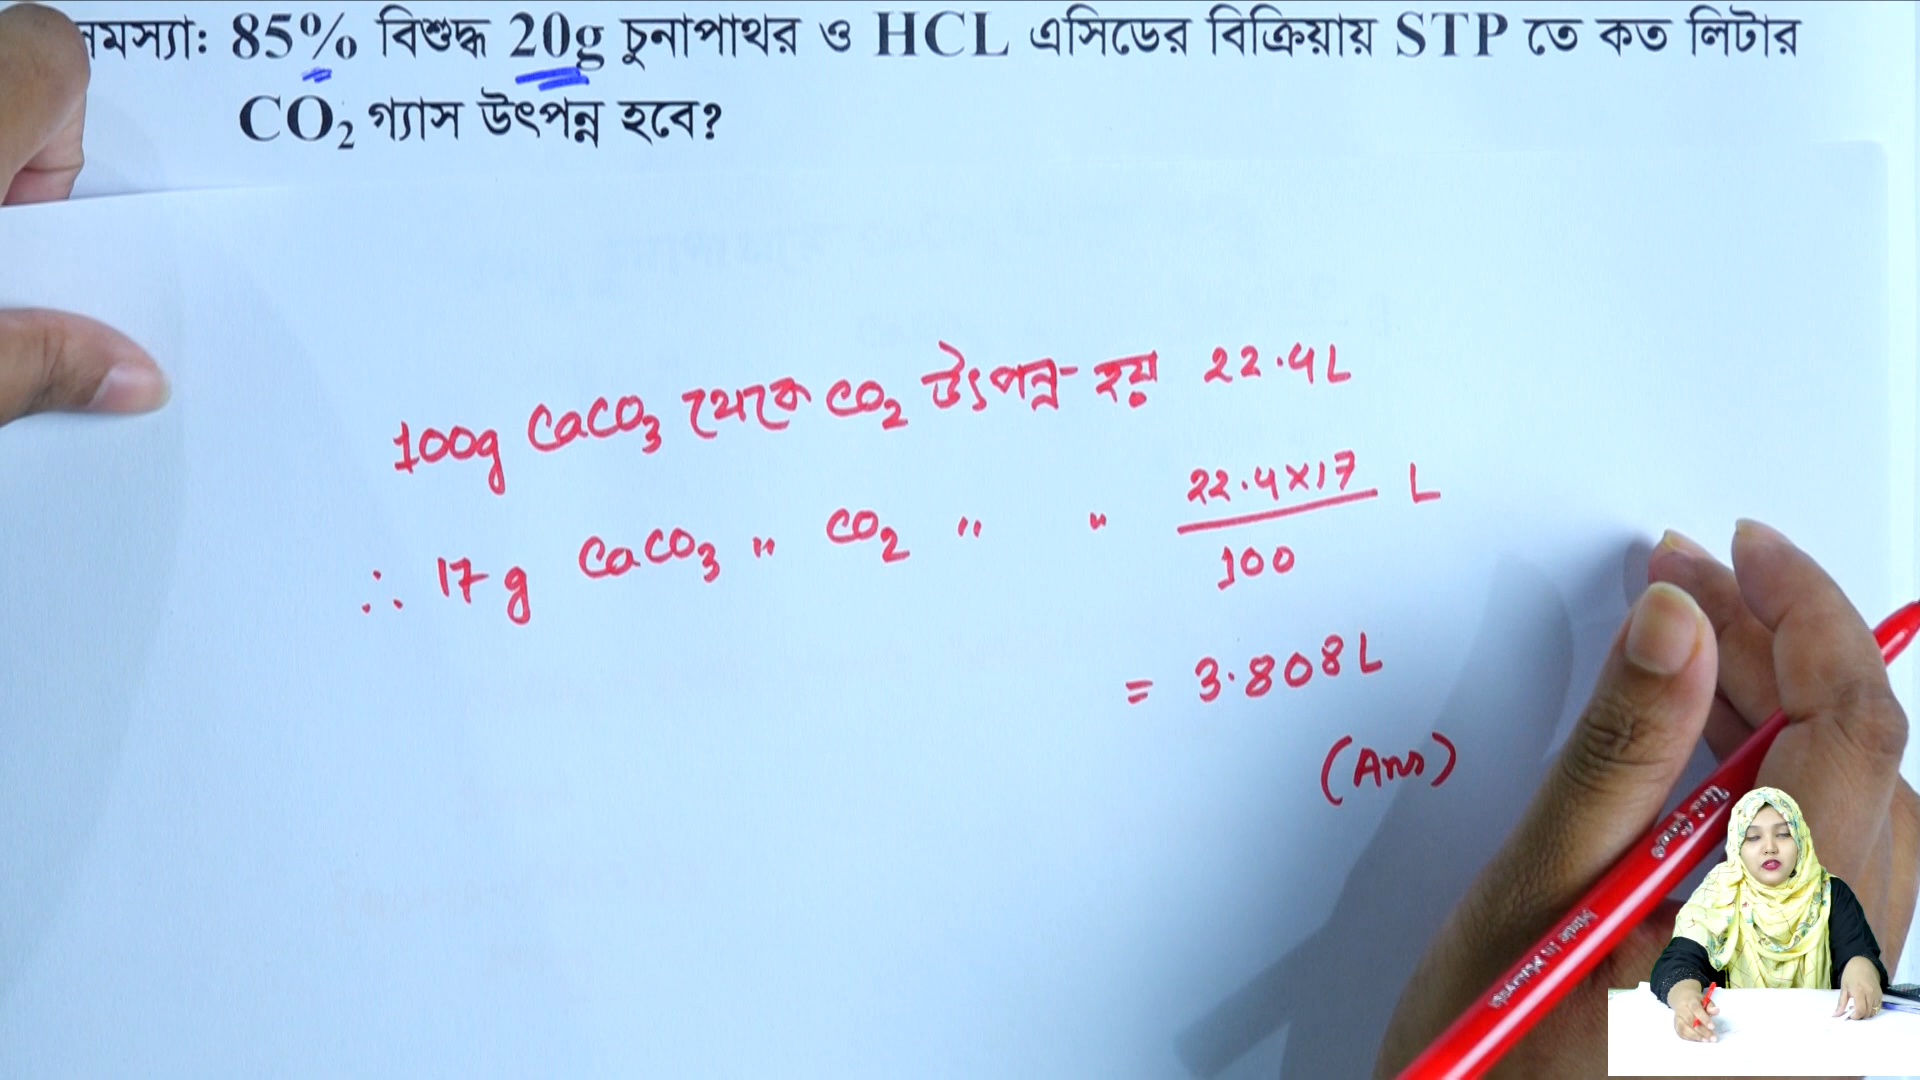 নমস্যাঃ 85% বিশুদ্ধ 20g চুনাপাথর ও HCL এসিডের বিক্রিয়ায় STP তে কত লিটার
CO₂ গ্যাস উৎপন্ন হবে?
100g CaCO₃ থেকে CO₂ উৎপন্ন হয় 22.4L
∴ 17g CaCO₃ " CO₂ " " 22.4×17 L
100
= 3.808L
(Ans)